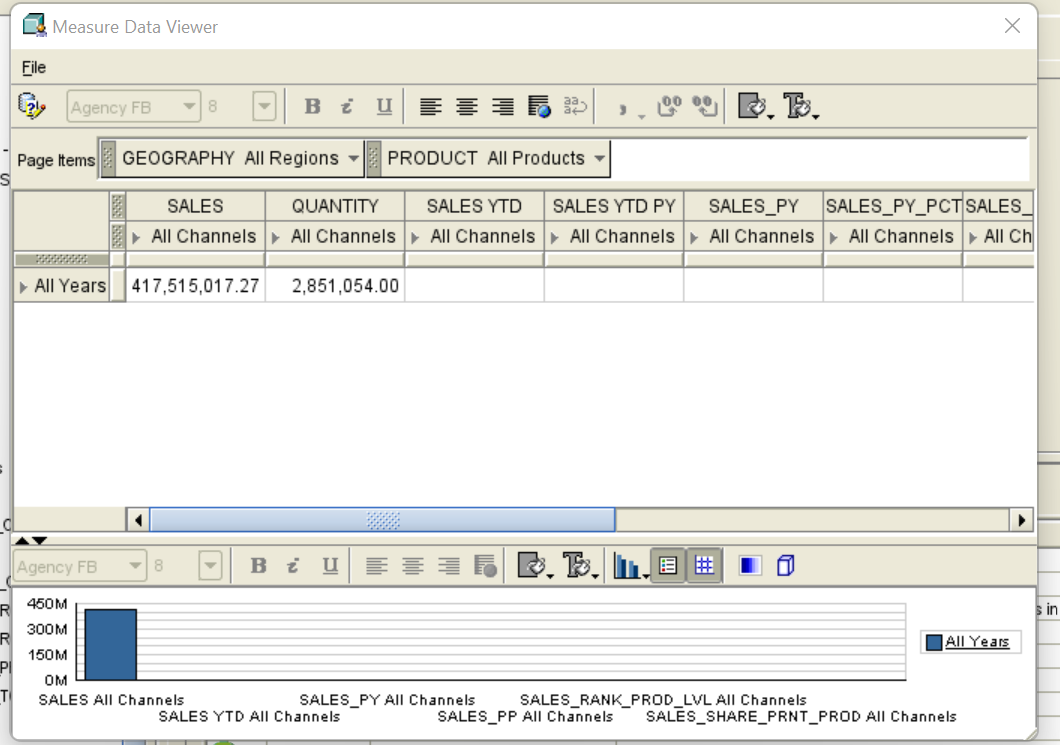 Measure Data Viewer
File
Agency FB 8 B i U
Page Items GEOGRAPHY All Regions PRODUCT All Products
SALES QUANTITY SALES YTD SALES YTD PY SALES_PY SALES_PY_PCT SALES_
All Channels All Channels All Channels All Channels All Channels All Channels All Ch
All Years 417,515,017.27 2,851,054.00
Agency FB 8 B i U
450M
300M
150M
0M
All Years
SALES All Channels SALES_PY All Channels SALES_RANK_PROD_LVL All Channels
SALES YTD All Channels SALES_PP All Channels SALES_SHARE_PRNT_PROD All Channels